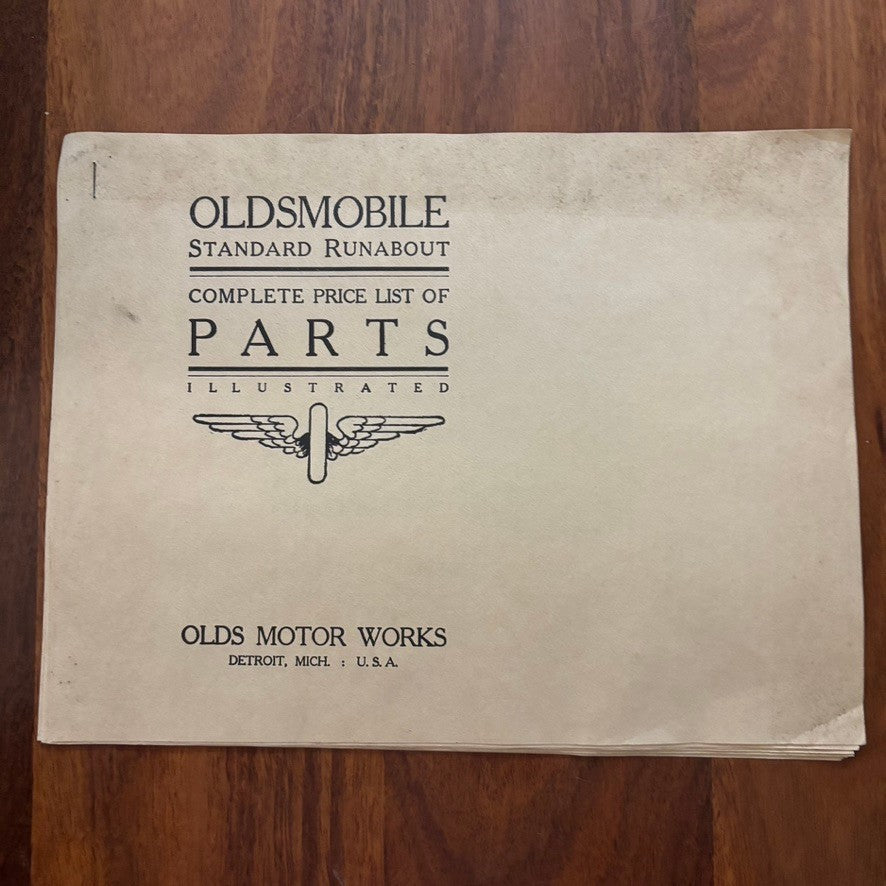 OLDSMOBILE
STANDARD RUNABOUT
COMPLETE PRICE LIST OF
PARTS
ILLUSTRATED
OLDS MOTOR WORKS
DETROIT, MICH. : U. S. A.